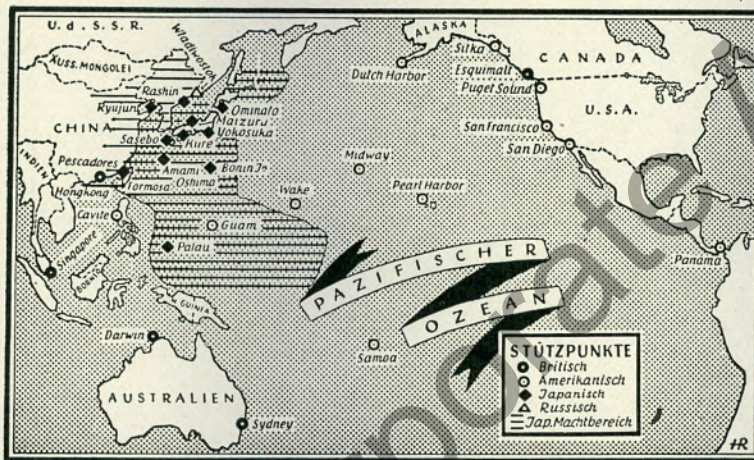 U. d. S. S. R.
ÄUSS. MONGOLEI
Wladiwostok
ALASKA
Sitka
CANADA
Dutch Harbor
Esquimalt
Puget Sound
U.S.A.
Rashin
Ryujun
Ominato
Maizuru
Yokosuka
CHINA
Sasebo
Kure
San Francisco
San Diego
INDIEN
Pescadores
Amami
Oshima
Bonin Is
Midway
Hongkong
Formosa
Wake
Pearl Harbor
Cavite
Guam
Palau
Singapore
BORNEO
GUINEA
PAZIFISCHER
OZEAN
Panama
Darwin
Samoa
AUSTRALIEN
Sydney
STÜTZPUNKTE
Britisch
Amerikanisch
Japanisch
Russisch
Jap. Machtbereich
HR